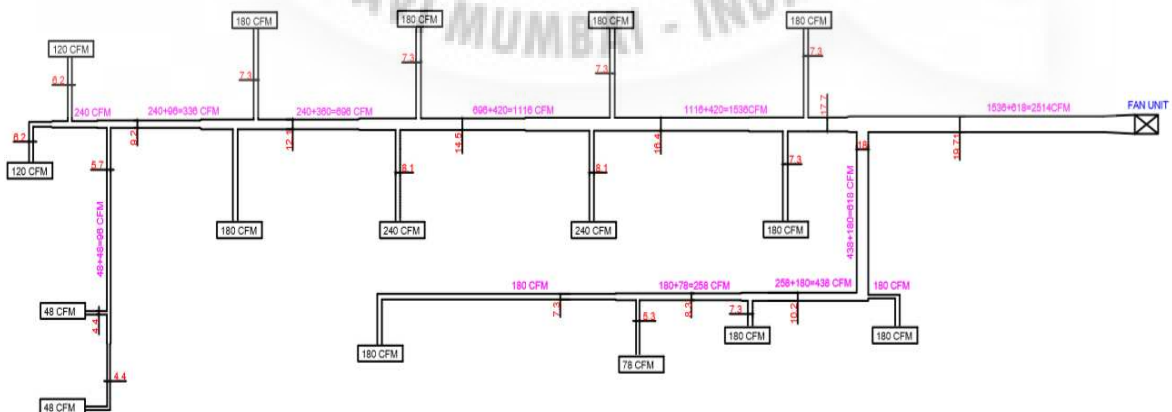 MUMBAI - IND
180 CFM
180 CFM
180 CFM
180 CFM
120 CFM
6.2
7.3
7.3
7.3
7.3
240 CFM
240+96=336 CFM
240+360=696 CFM
696+420=1116 CFM
1116+420=1536CFM
17.7
1536+618=2514CFM
FAN UNIT
6.2
9.2
12.1
14.5
16.4
18
19.71
120 CFM
5.7
8.1
8.1
7.3
48+48=96 CFM
180 CFM
240 CFM
240 CFM
180 CFM
438+180=618 CFM
180 CFM
180+78=258 CFM
258+180=438 CFM
180 CFM
48 CFM
4.4
7.3
5.3
8.3
7.3
10.2
180 CFM
78 CFM
180 CFM
180 CFM
4.4
48 CFM